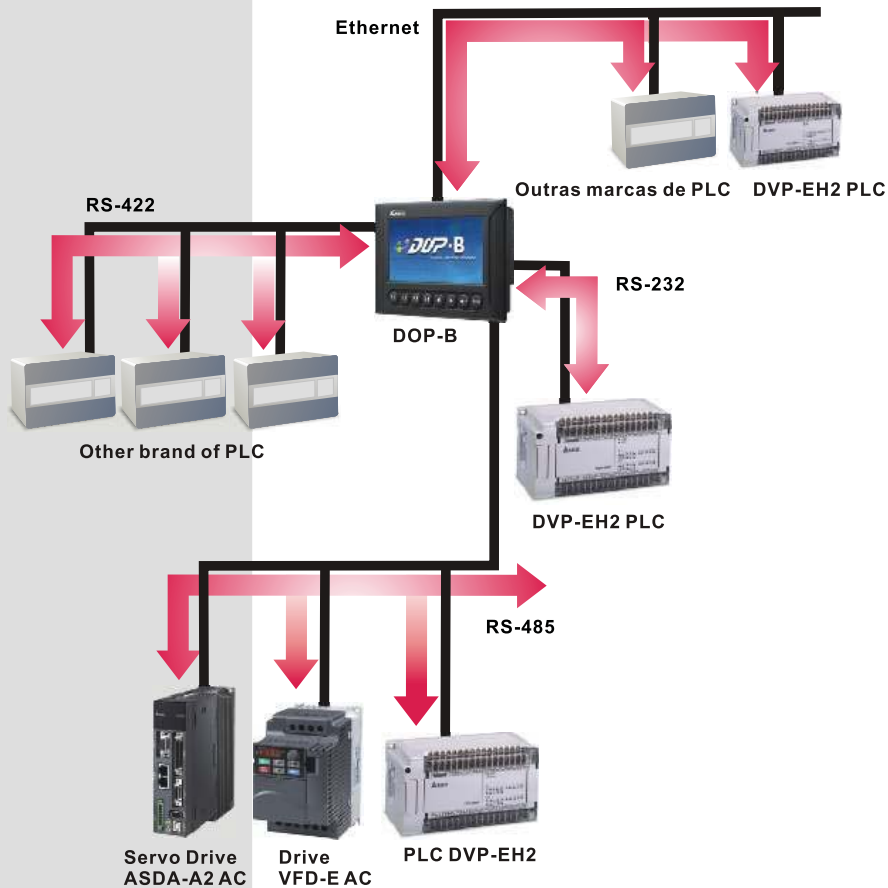 Ethernet
Outras marcas de PLC
DVP-EH2 PLC
RS-422
DOP-B
RS-232
DOP-B
Other brand of PLC
DVP-EH2 PLC
RS-485
Servo Drive
ASDA-A2 AC
Drive
VFD-E AC
PLC DVP-EH2